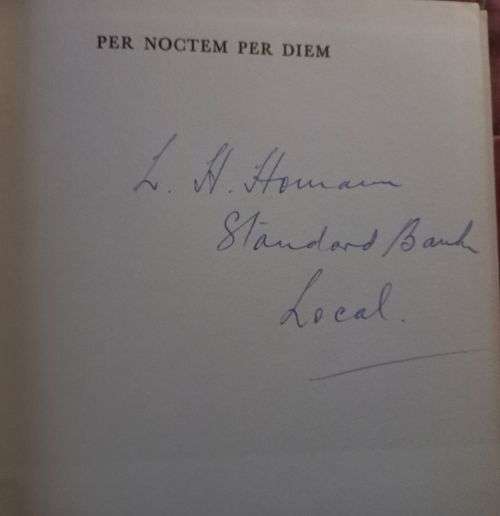 PER NOCTEM PER DIEM
L. H. Homann
Standard Bank
Local.